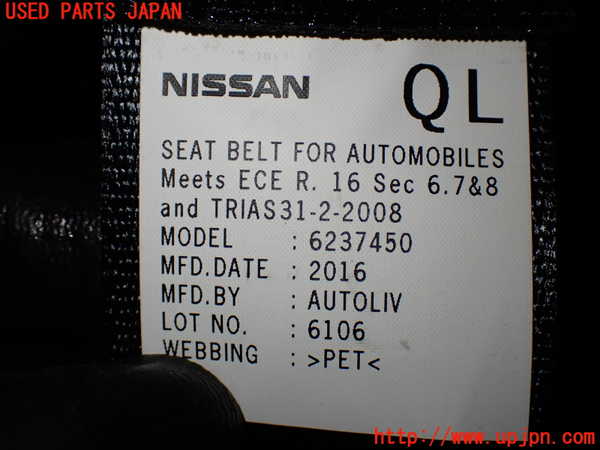 USED PARTS JAPAN
NISSAN QL
SEAT BELT FOR AUTOMOBILES
Meets ECE R. 16 Sec 6.7&8
and TRIAS31-2-2008
MODEL : 6237450
MFD.DATE : 2016
MFD.BY : AUTOLIV
LOT NO. : 6106
WEBBING : >PET<
http://www.upjpn.com/